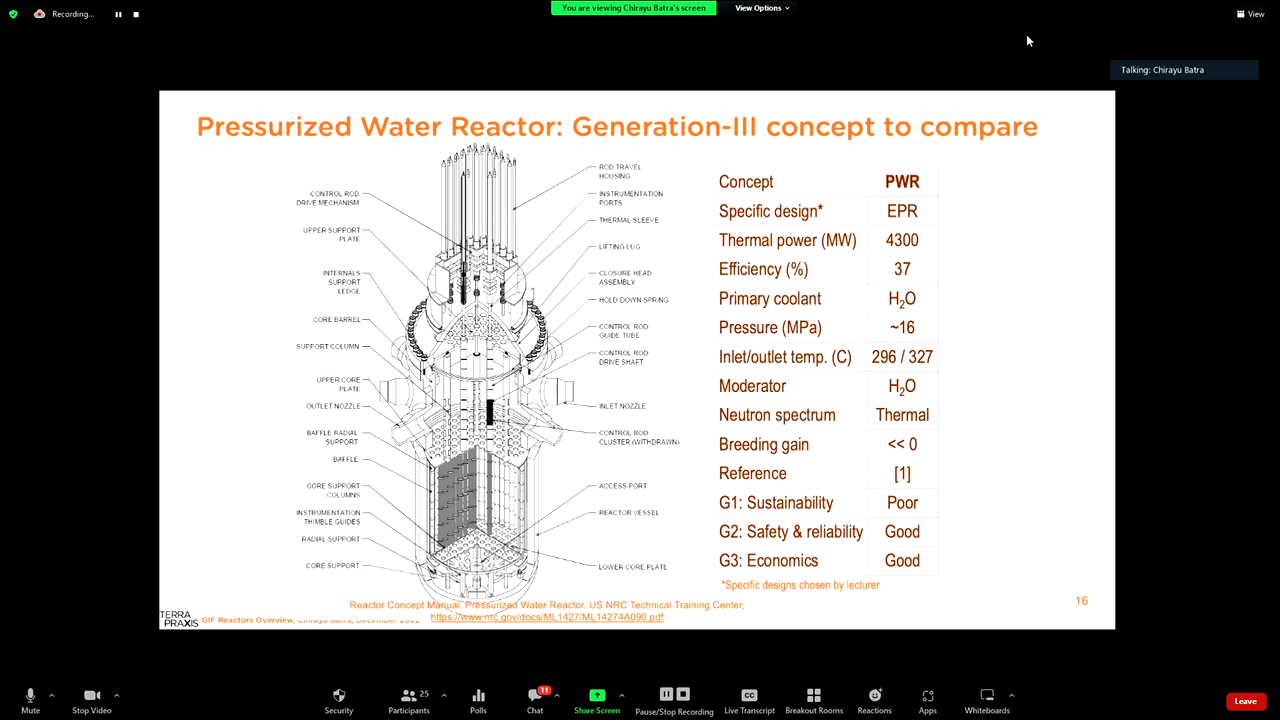 Recording...
You are viewing Chirayu Batra's screen
View Options
View
Talking: Chirayu Batra
Pressurized Water Reactor: Generation-III concept to compare
CONTROL ROD
DRIVE MECHANISM
UPPER SUPPORT
PLATE
INTERNALS
SUPPORT
LEDGE
CORE BARREL
SUPPORT COLUMN
UPPER CORE
PLATE
OUTLET NOZZLE
BAFFLE RADIAL
SUPPORT
BAFFLE
CORE SUPPORT
COLUMNS
INSTRUMENTATION
THIMBLE GUIDES
RADIAL SUPPORT
CORE SUPPORT
ROD TRAVEL
HOUSING
INSTRUMENTATION
PORTS
THERMAL SLEEVE
LIFTING LUG
CLOSURE HEAD
ASSEMBLY
HOLD DOWN SPRING
CONTROL ROD
GUIDE TUBE
CONTROL ROD
DRIVE SHAFT
INLET NOZZLE
CONTROL ROD
CLUSTER (WITHDRAWN)
ACCESS PORT
REACTOR VESSEL
LOWER CORE PLATE
Concept PWR
Specific design* EPR
Thermal power (MW) 4300
Efficiency (%) 37
Primary coolant H₂O
Pressure (MPa) ~16
Inlet/outlet temp. (C) 296 / 327
Moderator H₂O
Neutron spectrum Thermal
Breeding gain << 0
Reference [1]
G1: Sustainability Poor
G2: Safety & reliability Good
G3: Economics Good
*Specific designs chosen by lecturer
Reactor Concept Manual. Pressurized Water Reactor. US NRC Technical Training Center,
https://www.nrc.gov/docs/ML1427/ML14274A090.pdf
16
TERRA
PRAXIS
GIF Reactors Overview, Chirayu Batra, December 2022
Mute
Stop Video
Security
25
Participants
Polls
11
Chat
Share Screen
Pause/Stop Recording
CC
Live Transcript
Breakout Rooms
Reactions
Apps
Whiteboards
Leave